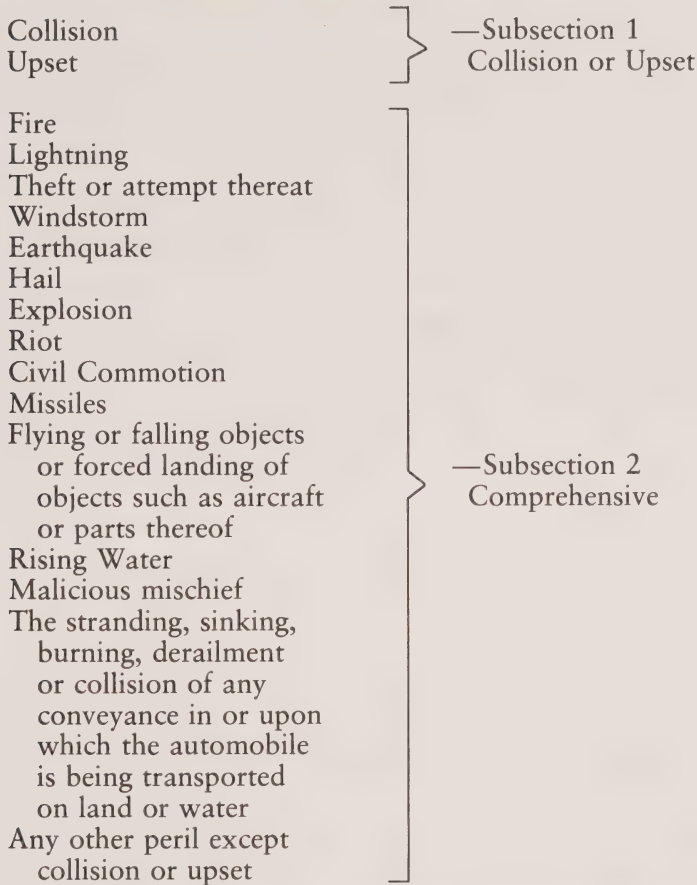 Collision
Upset
—Subsection 1
Collision or Upset
Fire
Lightning
Theft or attempt thereat
Windstorm
Earthquake
Hail
Explosion
Riot
Civil Commotion
Missiles
Flying or falling objects
or forced landing of
objects such as aircraft
or parts thereof
Rising Water
Malicious mischief
The stranding, sinking,
burning, derailment
or collision of any
conveyance in or upon
which the automobile
is being transported
on land or water
Any other peril except
collision or upset
—Subsection 2
Comprehensive